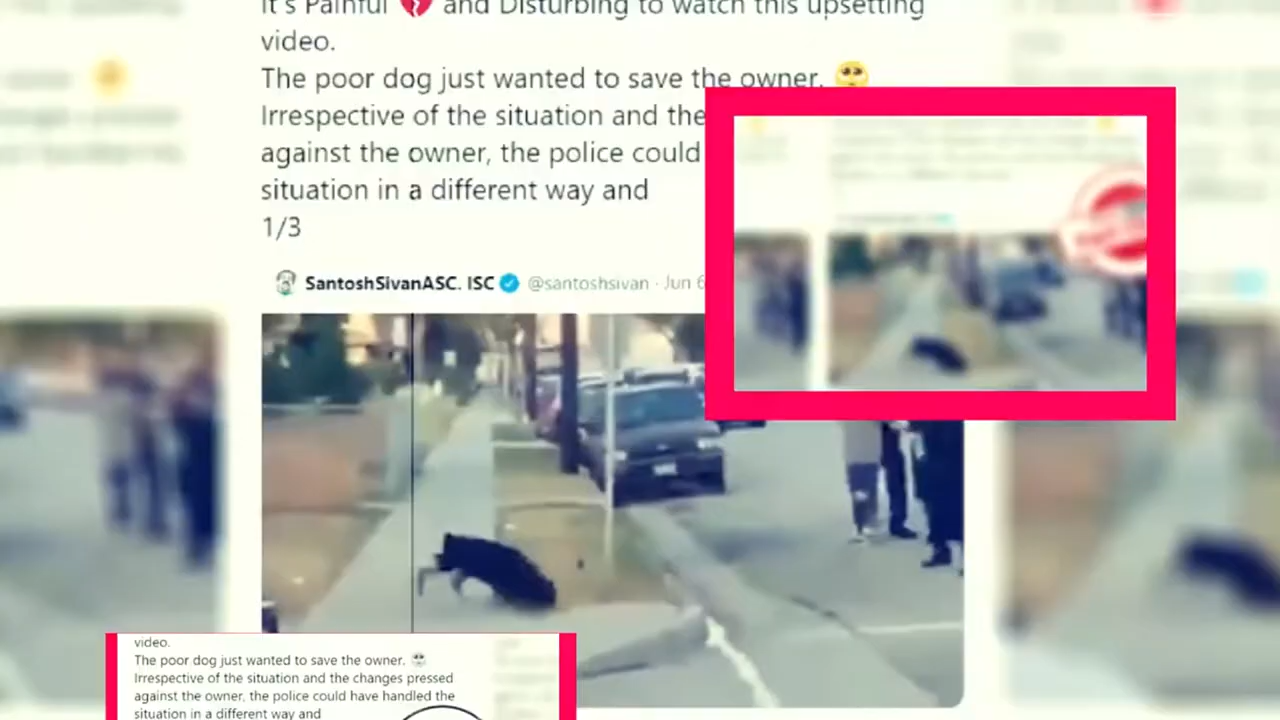 It's Painful 💔 and Disturbing to watch this upsetting
video.
The poor dog just wanted to save the owner. 🥺
Irrespective of the situation and the
against the owner, the police could
situation in a different way and
1/3
SantoshSivanASC. ISC @santoshsivan · Jun 6
video.
The poor dog just wanted to save the owner. 🥺
Irrespective of the situation and the changes pressed
against the owner, the police could have handled the
situation in a different way and